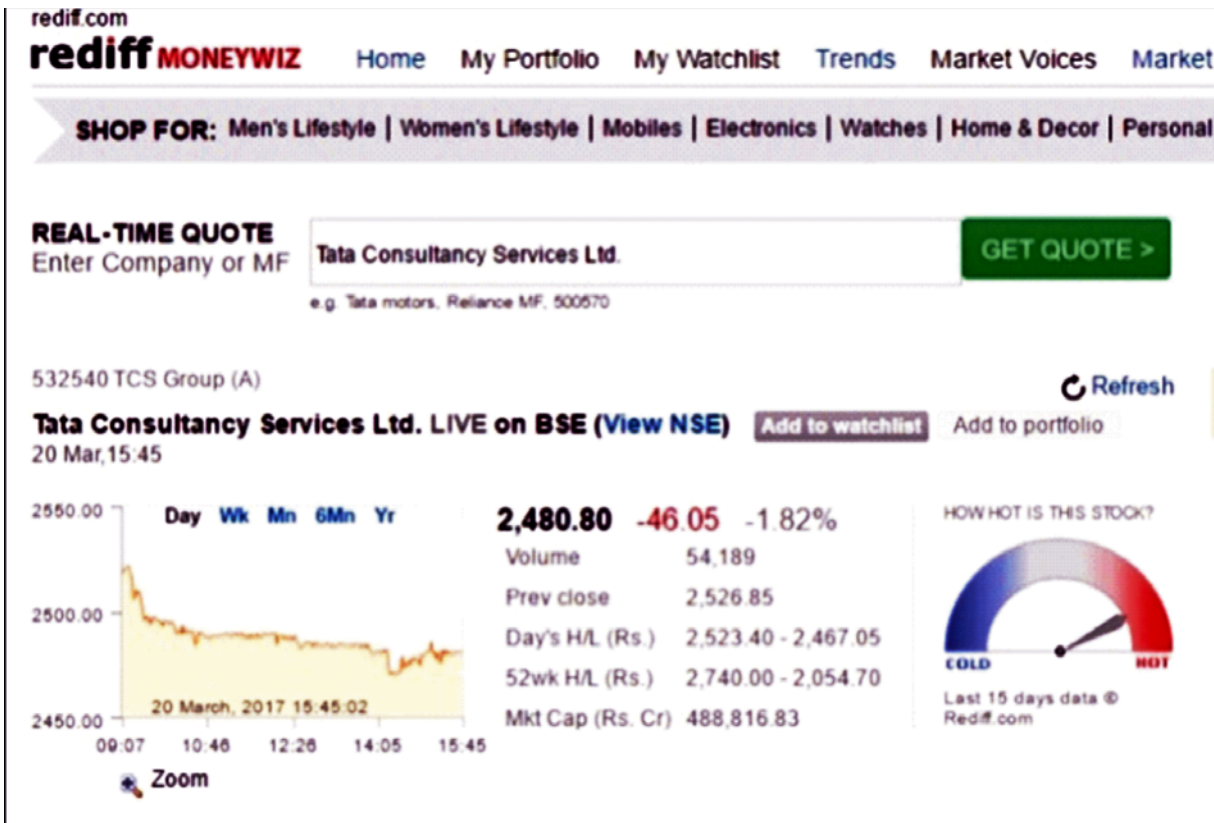 rediff.com
rediff MONEYWIZ Home My Portfolio My Watchlist Trends Market Voices Market
SHOP FOR: Men's Lifestyle | Women's Lifestyle | Mobiles | Electronics | Watches | Home & Decor | Personal
REAL-TIME QUOTE
Enter Company or MF
Tata Consultancy Services Ltd.
GET QUOTE >
e.g. Tata motors, Reliance MF, 500570
532540 TCS Group (A)
Refresh
Tata Consultancy Services Ltd. LIVE on BSE (View NSE) Add to watchlist Add to portfolio
20 Mar,15:45
2550.00
2500.00
2450.00
Day Wk Mn 6Mn Yr
20 March, 2017 15:45:02
09:07 10:46 12:26 14:05 15:45
Zoom
2,480.80 -46.05 -1.82%
Volume 54,189
Prev close 2,526.85
Day's H/L (Rs.) 2,523.40 - 2,467.05
52wk H/L (Rs.) 2,740.00 - 2,054.70
Mkt Cap (Rs. Cr) 488,816.83
HOW HOT IS THIS STOCK?
COLD HOT
Last 15 days data ©
Rediff.com